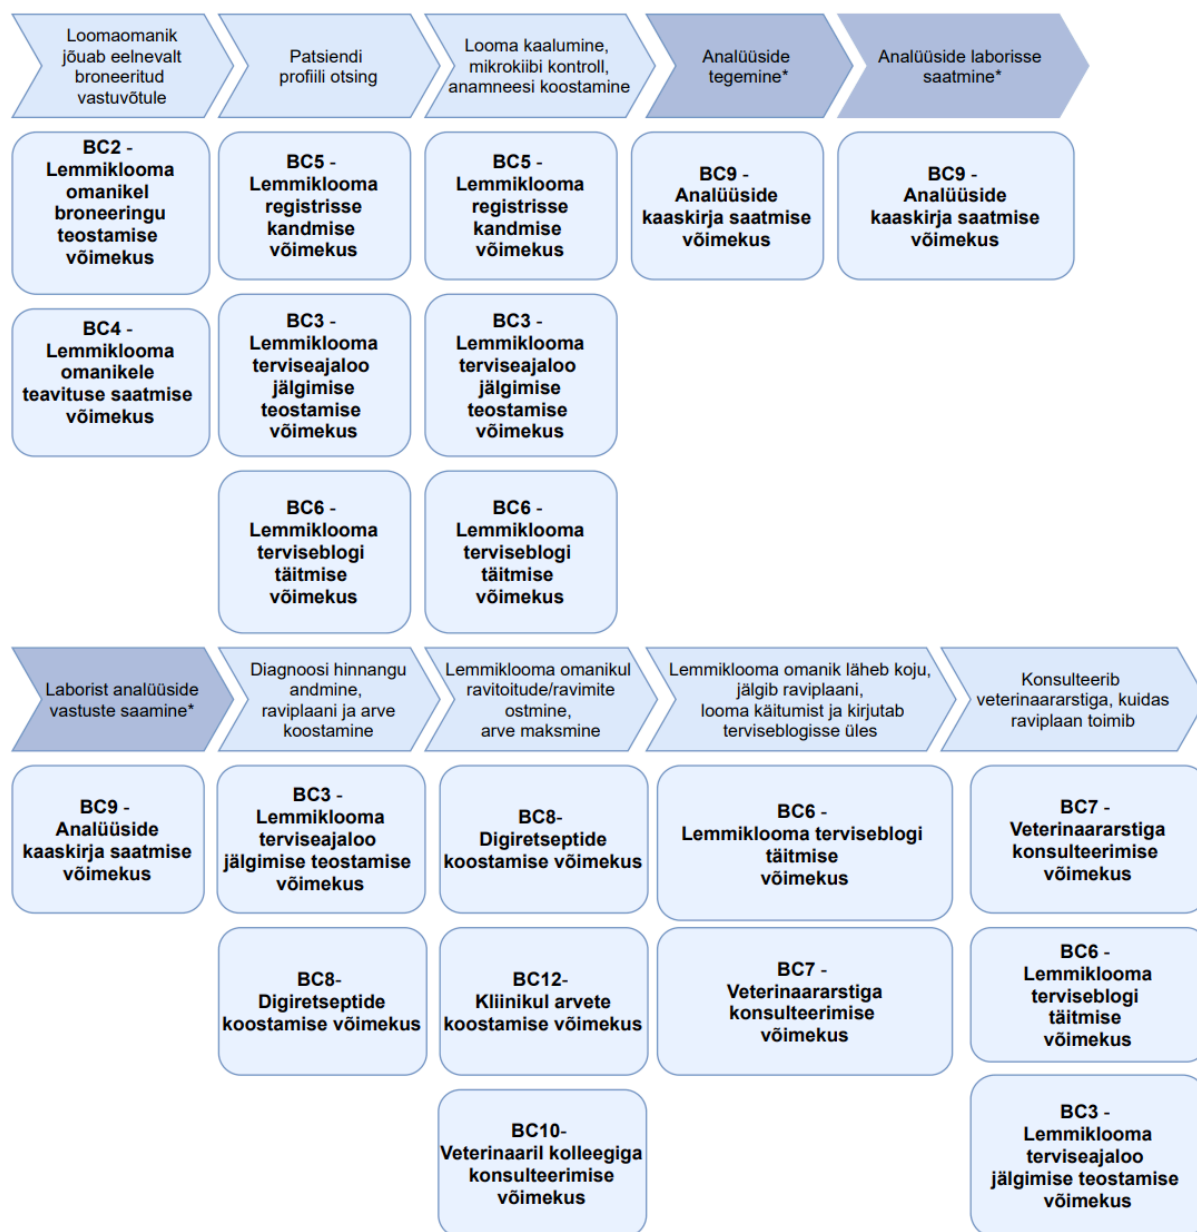 Loomaomanik
jõuab eelnevalt
broneeritud
vastuvõtule
Patsiendi
profiili otsing
Looma kaalumine,
mikrokiibi kontroll,
anamneesi koostamine
Analüüside
tegemine*
Analüüside laborisse
saatmine*
BC2 -
Lemmiklooma
omanikel
broneeringu
teostamise
võimekus
BC4 -
Lemmiklooma
omanikele
teavituse saatmise
võimekus
BC5 -
Lemmiklooma
registrisse
kandmise
võimekus
BC3 -
Lemmiklooma
terviseajaloo
jälgimise
teostamise
võimekus
BC6 -
Lemmiklooma
terviseblogi
täitmise
võimekus
BC5 -
Lemmiklooma
registrisse
kandmise
võimekus
BC3 -
Lemmiklooma
terviseajaloo
jälgimise
teostamise
võimekus
BC6 -
Lemmiklooma
terviseblogi
täitmise
võimekus
BC9 -
Analüüside
kaaskirja saatmise
võimekus
BC9 -
Analüüside
kaaskirja saatmise
võimekus
Laborist analüüside
vastuste saamine*
Diagnoosi hinnangu
andmine,
raviplaani ja arve
koostamine
Lemmiklooma omanikul
ravitoitude/ravimite
ostmine,
arve maksmine
Lemmiklooma omanik läheb koju,
jälgib raviplaani,
looma käitumist ja kirjutab
terviseblogisse üles
Konsulteerib
veterinaararstiga, kuidas
raviplaan toimib
BC9 -
Analüüside
kaaskirja saatmise
võimekus
BC3 -
Lemmiklooma
terviseajaloo
jälgimise teostamise
võimekus
BC8-
Digiretseptide
koostamise võimekus
BC8-
Digiretseptide
koostamise võimekus
BC12-
Kliinikul arvete
koostamise võimekus
BC10-
Veterinaaril kolleegiga
konsulteerimise
võimekus
BC6 -
Lemmiklooma terviseblogi
täitmise
võimekus
BC7 -
Veterinaararstiga
konsulteerimise
võimekus
BC7 -
Veterinaararstiga
konsulteerimise
võimekus
BC6 -
Lemmiklooma
terviseblogi
täitmise
võimekus
BC3 -
Lemmiklooma
terviseajaloo
jälgimise teostamise
võimekus